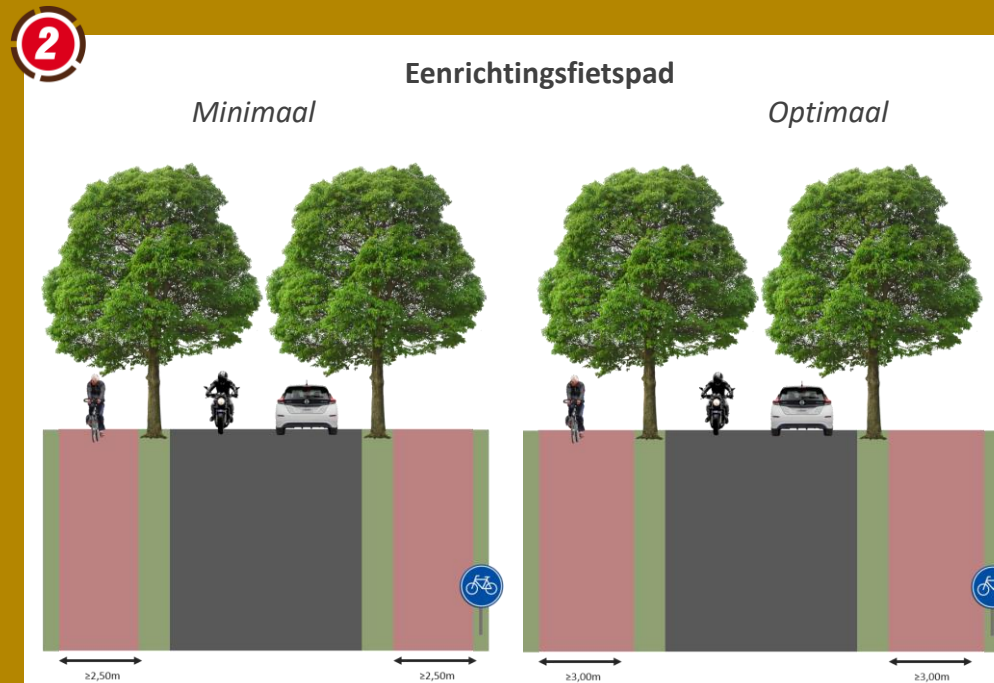 2
Eenrichtingsfietspad
Minimaal
Optimaal
≥2,50m
≥2,50m
≥3,00m
≥3,00m